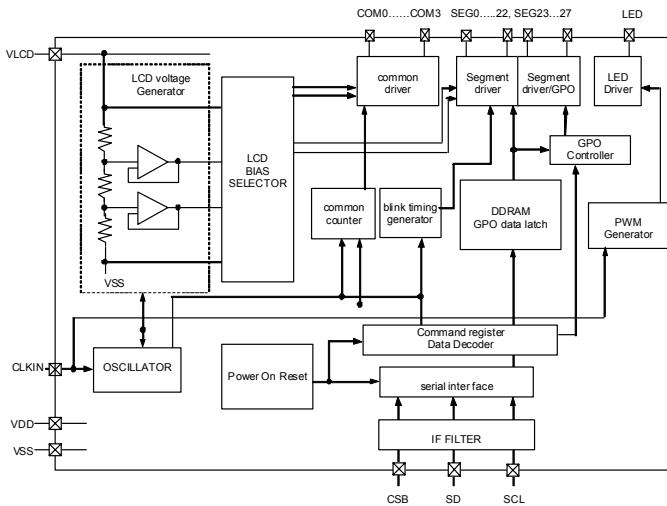 COM0……COM3 SEG0…..22, SEG23…27 LED
VLCD
LCD voltage
Generator
common
driver
Segment
driver
Segment
driver/GPO
LED
Driver
LCD
BIAS
SELECTOR
GPO
Controller
common
counter
blink timing
generator
DDRAM
GPO data latch
PWM
Generator
VSS
Command register
Data Decoder
CLKIN
OSCILLATOR
Power On Reset
serial inter face
VDD
VSS
IF FILTER
CSB SD SCL